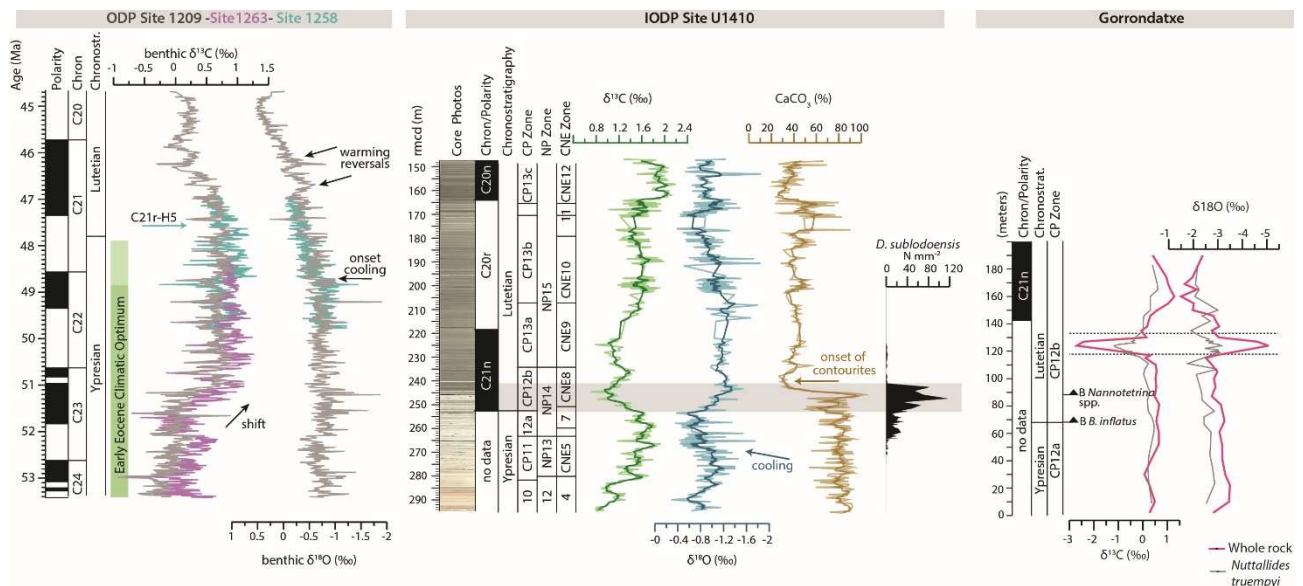 ODP Site 1209 -Site1263- Site 1258
IODP Site U1410
Gorrondatxe
Age (Ma)
Polarity
Chron
Chronostr.
benthic δ¹³C (‰)
-1 -0.5 0 0.5 1 1.5
45
46
47
48
49
50
51
52
53
C20
C21
C22
C23
C24
Lutetian
Ypresian
Early Eocene Climatic Optimum
C21r-H5
warming
reversals
onset
cooling
shift
1 0.5 0 -0.5 -1 -1.5 -2
benthic δ¹⁸O (‰)
rmcd (m)
Core Photos
Chron/Polarity
Chronostratigraphy
CP Zone
NP Zone
CNE Zone
δ¹³C (‰)
0.8 1.2 1.6 2 2.4
CaCO₃ (%)
0 20 40 60 80 100
150
160
170
180
190
200
210
220
230
240
250
260
270
280
290
C20n
C20r
C21n
no data
Lutetian
Ypresian
CP13c
CP13b
CP13a
CP12b
12a
CP11
10
NP15
NP14
NP13
12
CNE12
11
CNE10
CNE9
CNE8
7
CNE5
4
cooling
onset of
contourites
D. sublodoensis
N mm⁻²
0 40 80 120
-0 -0.4 -0.8 -1.2 -1.6 -2
δ¹⁸O (‰)
(meters)
Chron/Polarity
Chronostrat.
CP Zone
δ18O (‰)
-1 -2 -3 -4 -5
180
160
140
120
100
80
60
40
20
0
C21n
no data
Lutetian
Ypresian
CP12b
CP12a
B Nannotetrina
spp.
B B. inflatus
-3 -2 -1 0 1
δ¹³C (‰)
Whole rock
Nuttallides
truempyi